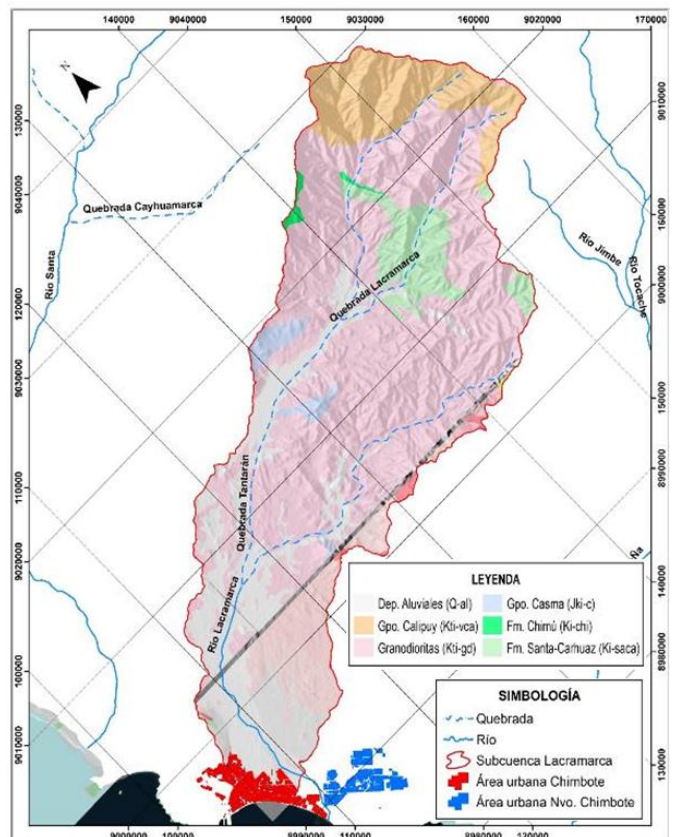 140000
9040000
150000
9030000
160000
9020000
170000
N
130000
9010000
9040000
Quebrada Cayhuamarca
160000
Río Santa
Río Jimbe
Río Tocache
Quebrada Lacramarca
120000
9000000
9030000
150000
8990000
110000
Quebrada Tantarán
9020000
ña
Río Lacramarca
140000
LEYENDA
Dep. Aluviales (Q-al)
Gpo. Casma (Jki-c)
Gpo. Calipuy (Kti-vca)
Fm. Chimú (Ki-chi)
Granodioritas (Kti-gd)
Fm. Santa-Carhuaz (Ki-saca)
8980000
100000
SIMBOLOGÍA
Quebrada
Río
Subcuenca Lacramarca
Área urbana Chimbote
Área urbana Nvo. Chimbote
9010000
130000
9000000
100000
8990000
110000
8980000
120000